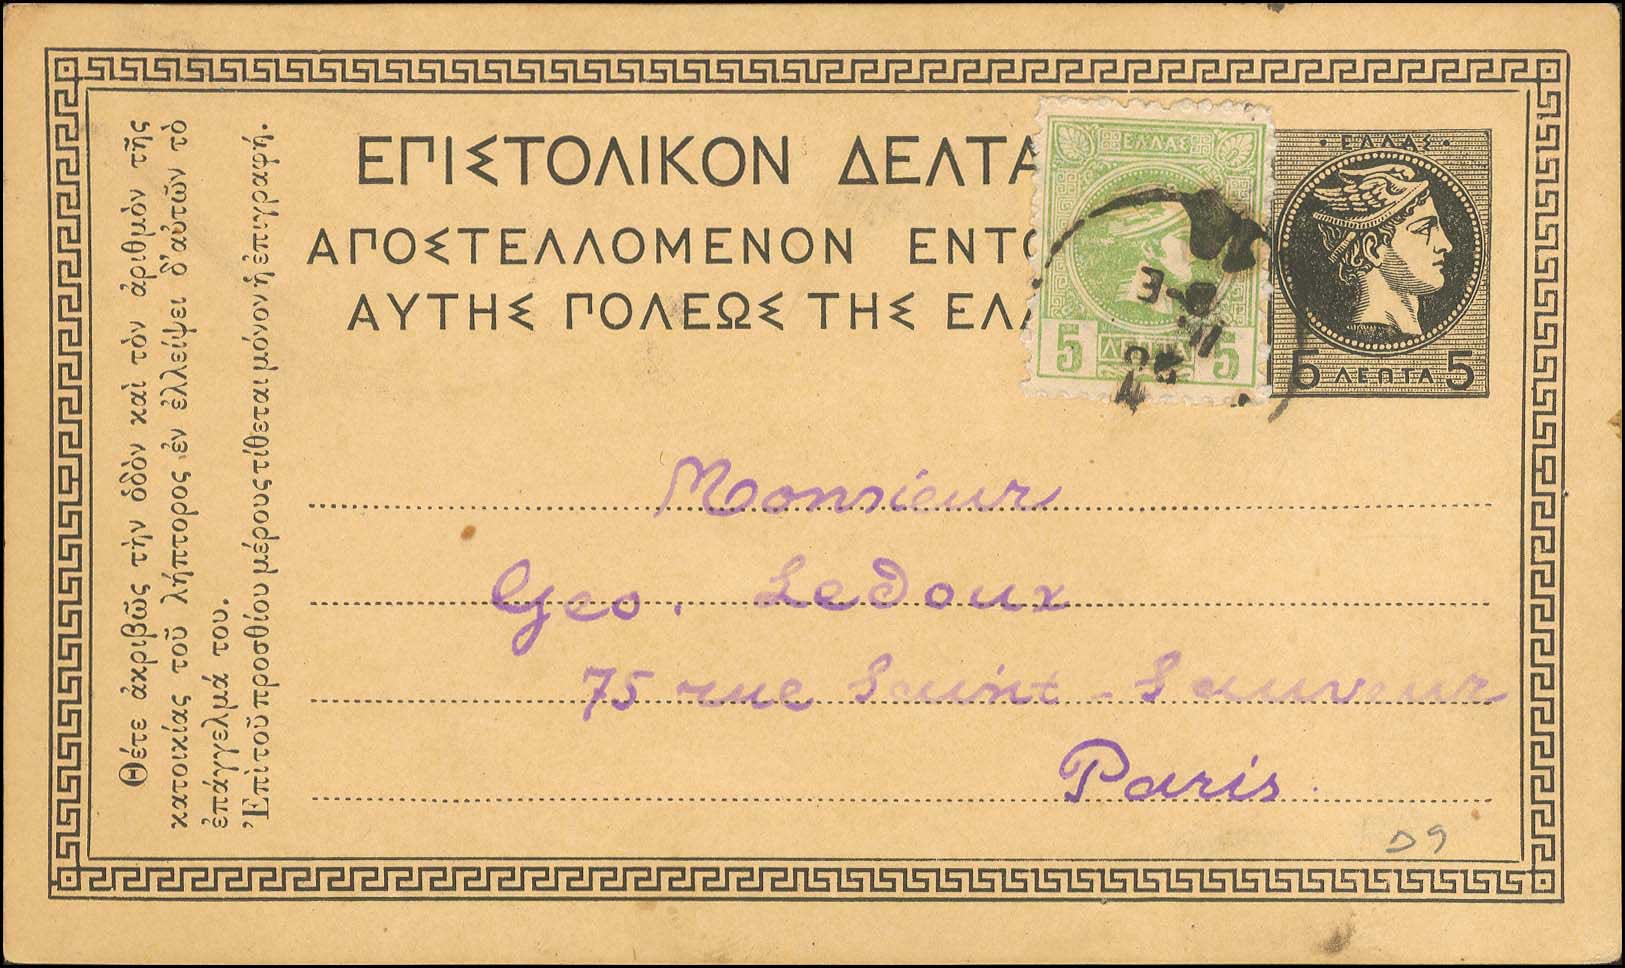 ΕΠΙΣΤΟΛΙΚΟΝ ΔΕΛΤΑ
ΑΠΟΣΤΕΛΛΟΜΕΝΟΝ ΕΝΤΟ
ΑΥΤΗΣ ΠΟΛΕΩΣ ΤΗΣ ΕΛΛ
ΕΛΛΑΣ
5 ΛΕΠΤΑ 5
· ΕΛΛΑΣ ·
5 ΛΕΠΤΑ 5
Θέτε ἀκριβῶς τὴν ὁδὸν καὶ τὸν ἀριθμὸν τῆς
κατοικίας τοῦ λήπτορος ἐν ἐλλείψει δ'αὐτῶν τὸ
ἐπάγγελμά του.
Ἐπὶ τοῦ προσθίου μέρους τίθεται μόνον ἡ ἐπιγραφή.
Monsieur
Geo. Ledoux
75 rue Saint-Sauveur
Paris
D9